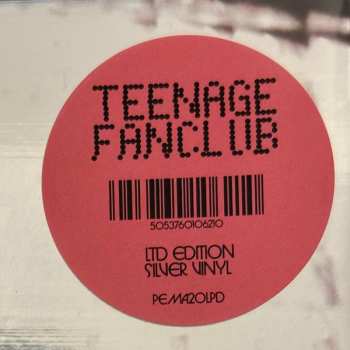 TEENAGE
FANCLUB
5053760106210
LTD EDITION
SILVER VINYL
PEMA20LPD